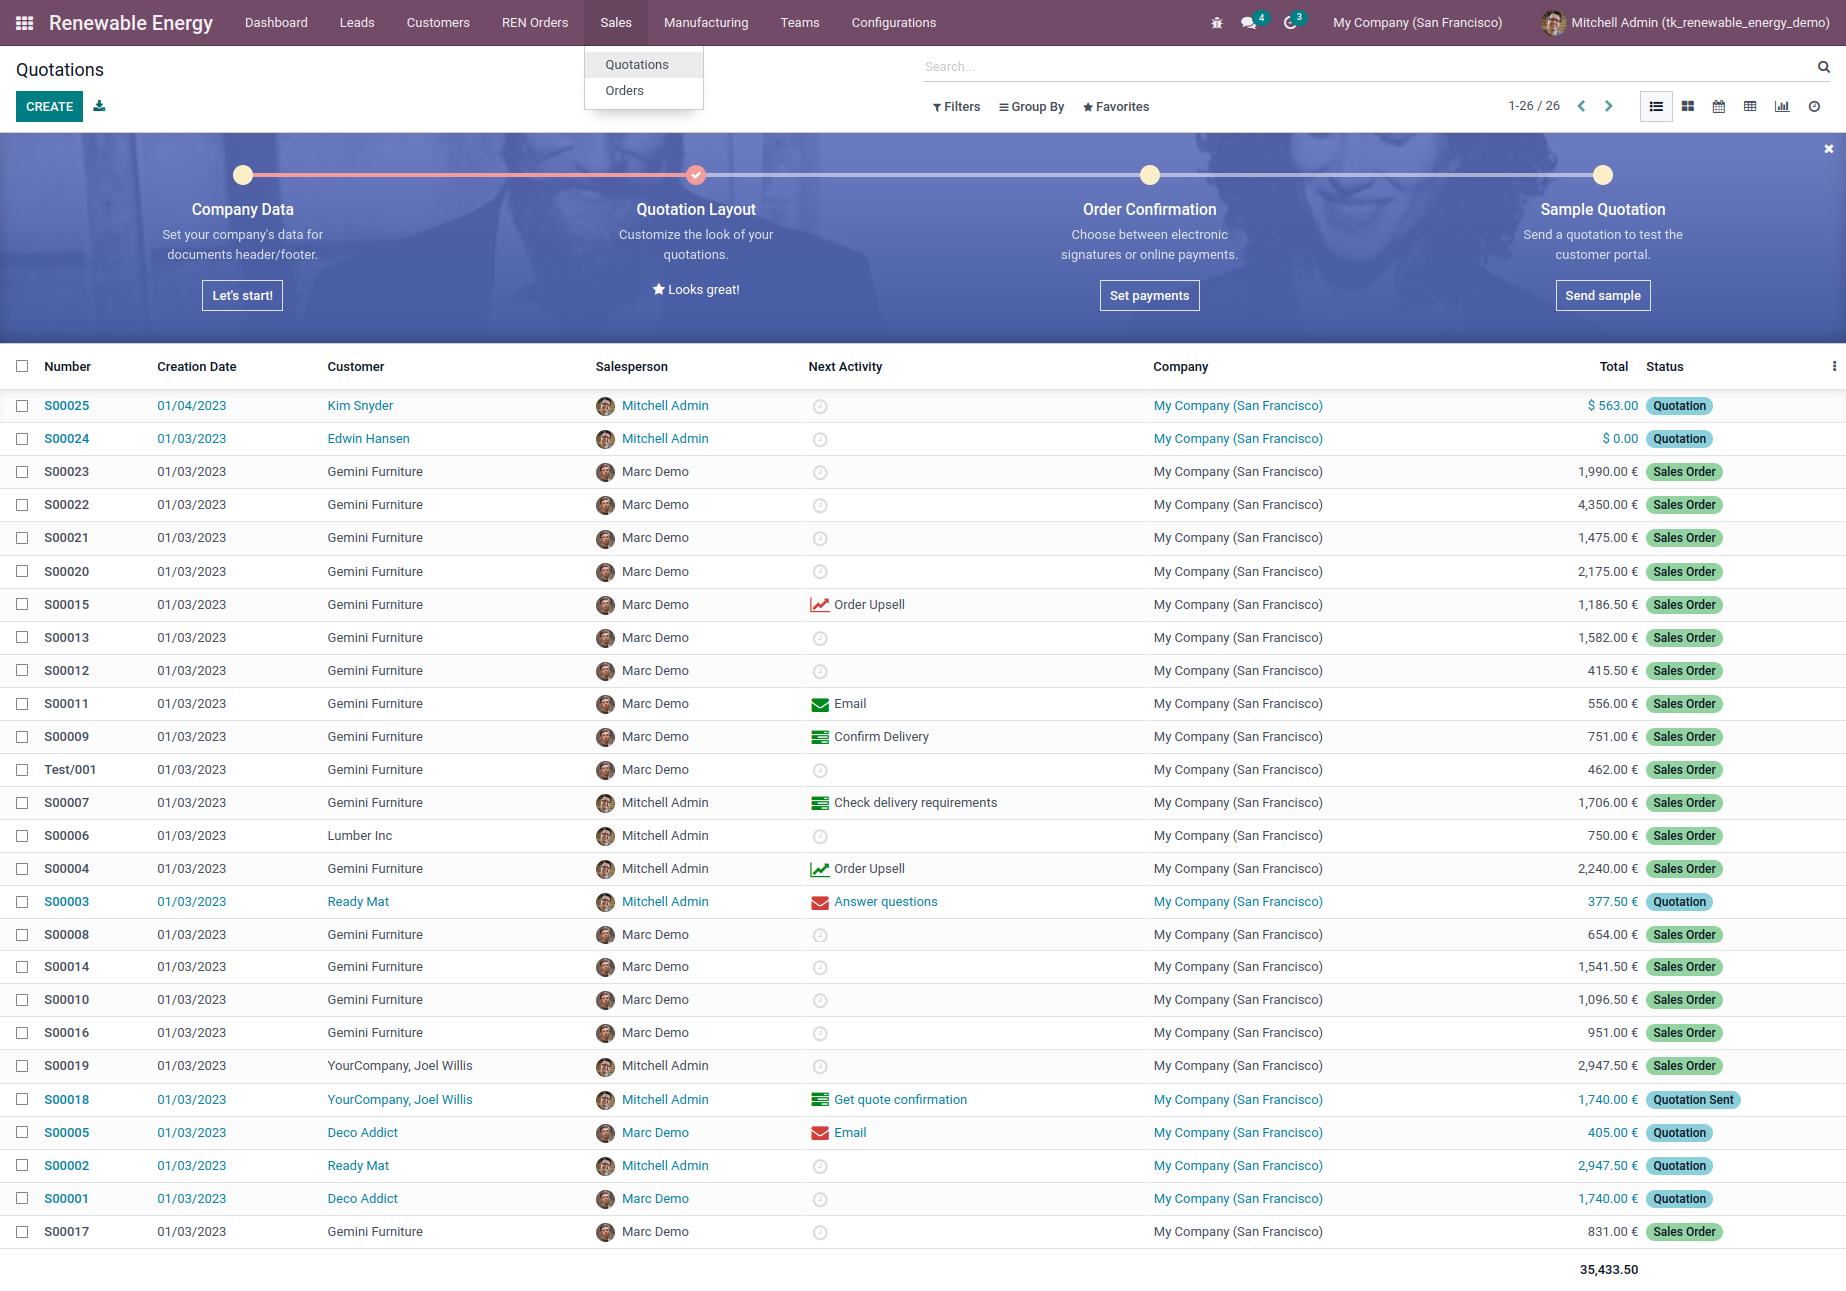 Renewable Energy Dashboard Leads Customers REN Orders Sales Manufacturing Teams Configurations 4 3 My Company (San Francisco) Mitchell Admin (tk_renewable_energy_demo)
Quotations
Orders
Quotations
Search...
CREATE
Filters Group By Favorites 1-26 / 26
Company Data
Set your company's data for
documents header/footer.
Let's start!
Quotation Layout
Customize the look of your
quotations.
Looks great!
Order Confirmation
Choose between electronic
signatures or online payments.
Set payments
Sample Quotation
Send a quotation to test the
customer portal.
Send sample
Number Creation Date Customer Salesperson Next Activity Company Total Status
S00025 01/04/2023 Kim Snyder Mitchell Admin My Company (San Francisco) $ 563.00 Quotation
S00024 01/03/2023 Edwin Hansen Mitchell Admin My Company (San Francisco) $ 0.00 Quotation
S00023 01/03/2023 Gemini Furniture Marc Demo My Company (San Francisco) 1,990.00 € Sales Order
S00022 01/03/2023 Gemini Furniture Marc Demo My Company (San Francisco) 4,350.00 € Sales Order
S00021 01/03/2023 Gemini Furniture Marc Demo My Company (San Francisco) 1,475.00 € Sales Order
S00020 01/03/2023 Gemini Furniture Marc Demo My Company (San Francisco) 2,175.00 € Sales Order
S00015 01/03/2023 Gemini Furniture Marc Demo Order Upsell My Company (San Francisco) 1,186.50 € Sales Order
S00013 01/03/2023 Gemini Furniture Marc Demo My Company (San Francisco) 1,582.00 € Sales Order
S00012 01/03/2023 Gemini Furniture Marc Demo My Company (San Francisco) 415.50 € Sales Order
S00011 01/03/2023 Gemini Furniture Marc Demo Email My Company (San Francisco) 556.00 € Sales Order
S00009 01/03/2023 Gemini Furniture Marc Demo Confirm Delivery My Company (San Francisco) 751.00 € Sales Order
Test/001 01/03/2023 Gemini Furniture Marc Demo My Company (San Francisco) 462.00 € Sales Order
S00007 01/03/2023 Gemini Furniture Mitchell Admin Check delivery requirements My Company (San Francisco) 1,706.00 € Sales Order
S00006 01/03/2023 Lumber Inc Mitchell Admin My Company (San Francisco) 750.00 € Sales Order
S00004 01/03/2023 Gemini Furniture Mitchell Admin Order Upsell My Company (San Francisco) 2,240.00 € Sales Order
S00003 01/03/2023 Ready Mat Mitchell Admin Answer questions My Company (San Francisco) 377.50 € Quotation
S00008 01/03/2023 Gemini Furniture Marc Demo My Company (San Francisco) 654.00 € Sales Order
S00014 01/03/2023 Gemini Furniture Marc Demo My Company (San Francisco) 1,541.50 € Sales Order
S00010 01/03/2023 Gemini Furniture Marc Demo My Company (San Francisco) 1,096.50 € Sales Order
S00016 01/03/2023 Gemini Furniture Marc Demo My Company (San Francisco) 951.00 € Sales Order
S00019 01/03/2023 YourCompany, Joel Willis Mitchell Admin My Company (San Francisco) 2,947.50 € Sales Order
S00018 01/03/2023 YourCompany, Joel Willis Mitchell Admin Get quote confirmation My Company (San Francisco) 1,740.00 € Quotation Sent
S00005 01/03/2023 Deco Addict Marc Demo Email My Company (San Francisco) 405.00 € Quotation
S00002 01/03/2023 Ready Mat Mitchell Admin My Company (San Francisco) 2,947.50 € Quotation
S00001 01/03/2023 Deco Addict Marc Demo My Company (San Francisco) 1,740.00 € Quotation
S00017 01/03/2023 Gemini Furniture Marc Demo My Company (San Francisco) 831.00 € Sales Order
35,433.50